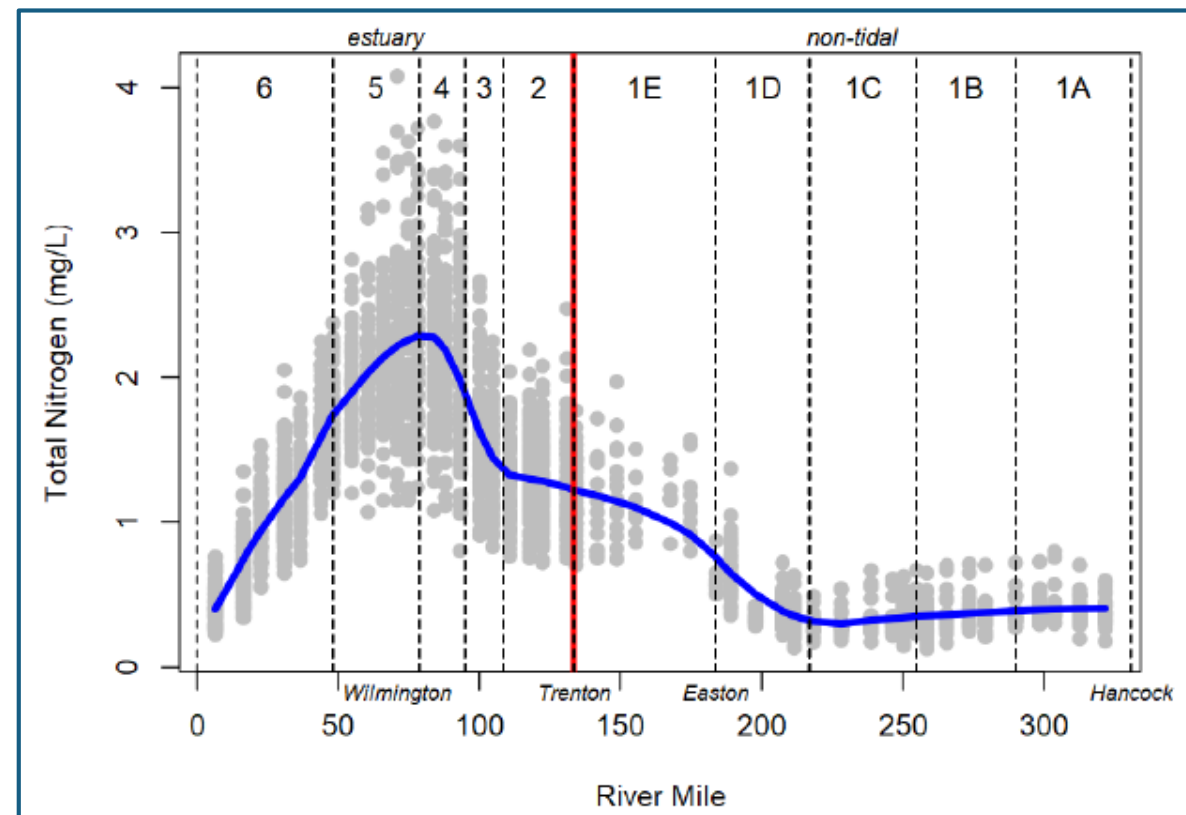 estuary non-tidal
6 5 4 3 2 1E 1D 1C 1B 1A
4
3
2
1
0
Total Nitrogen (mg/L)
Wilmington Trenton Easton Hancock
0 50 100 150 200 250 300
River Mile